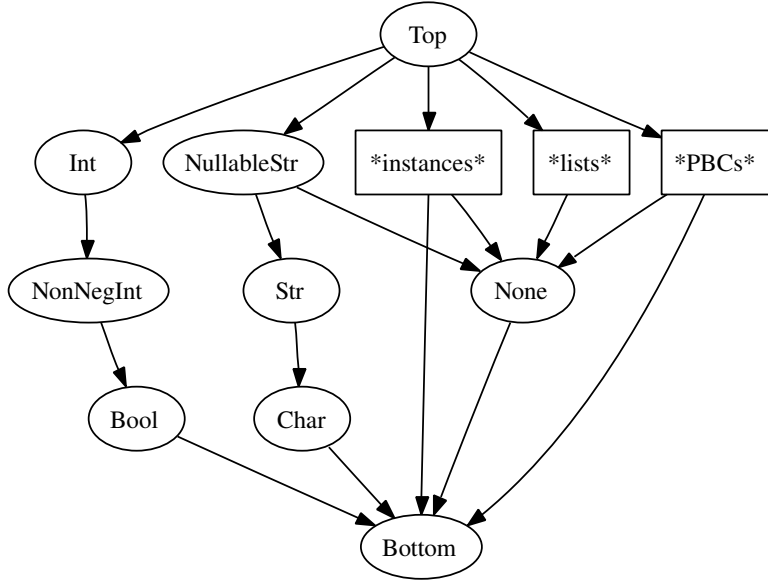 Top
Int
NullableStr
*instances*
*lists*
*PBCs*
NonNegInt
Str
None
Bool
Char
Bottom